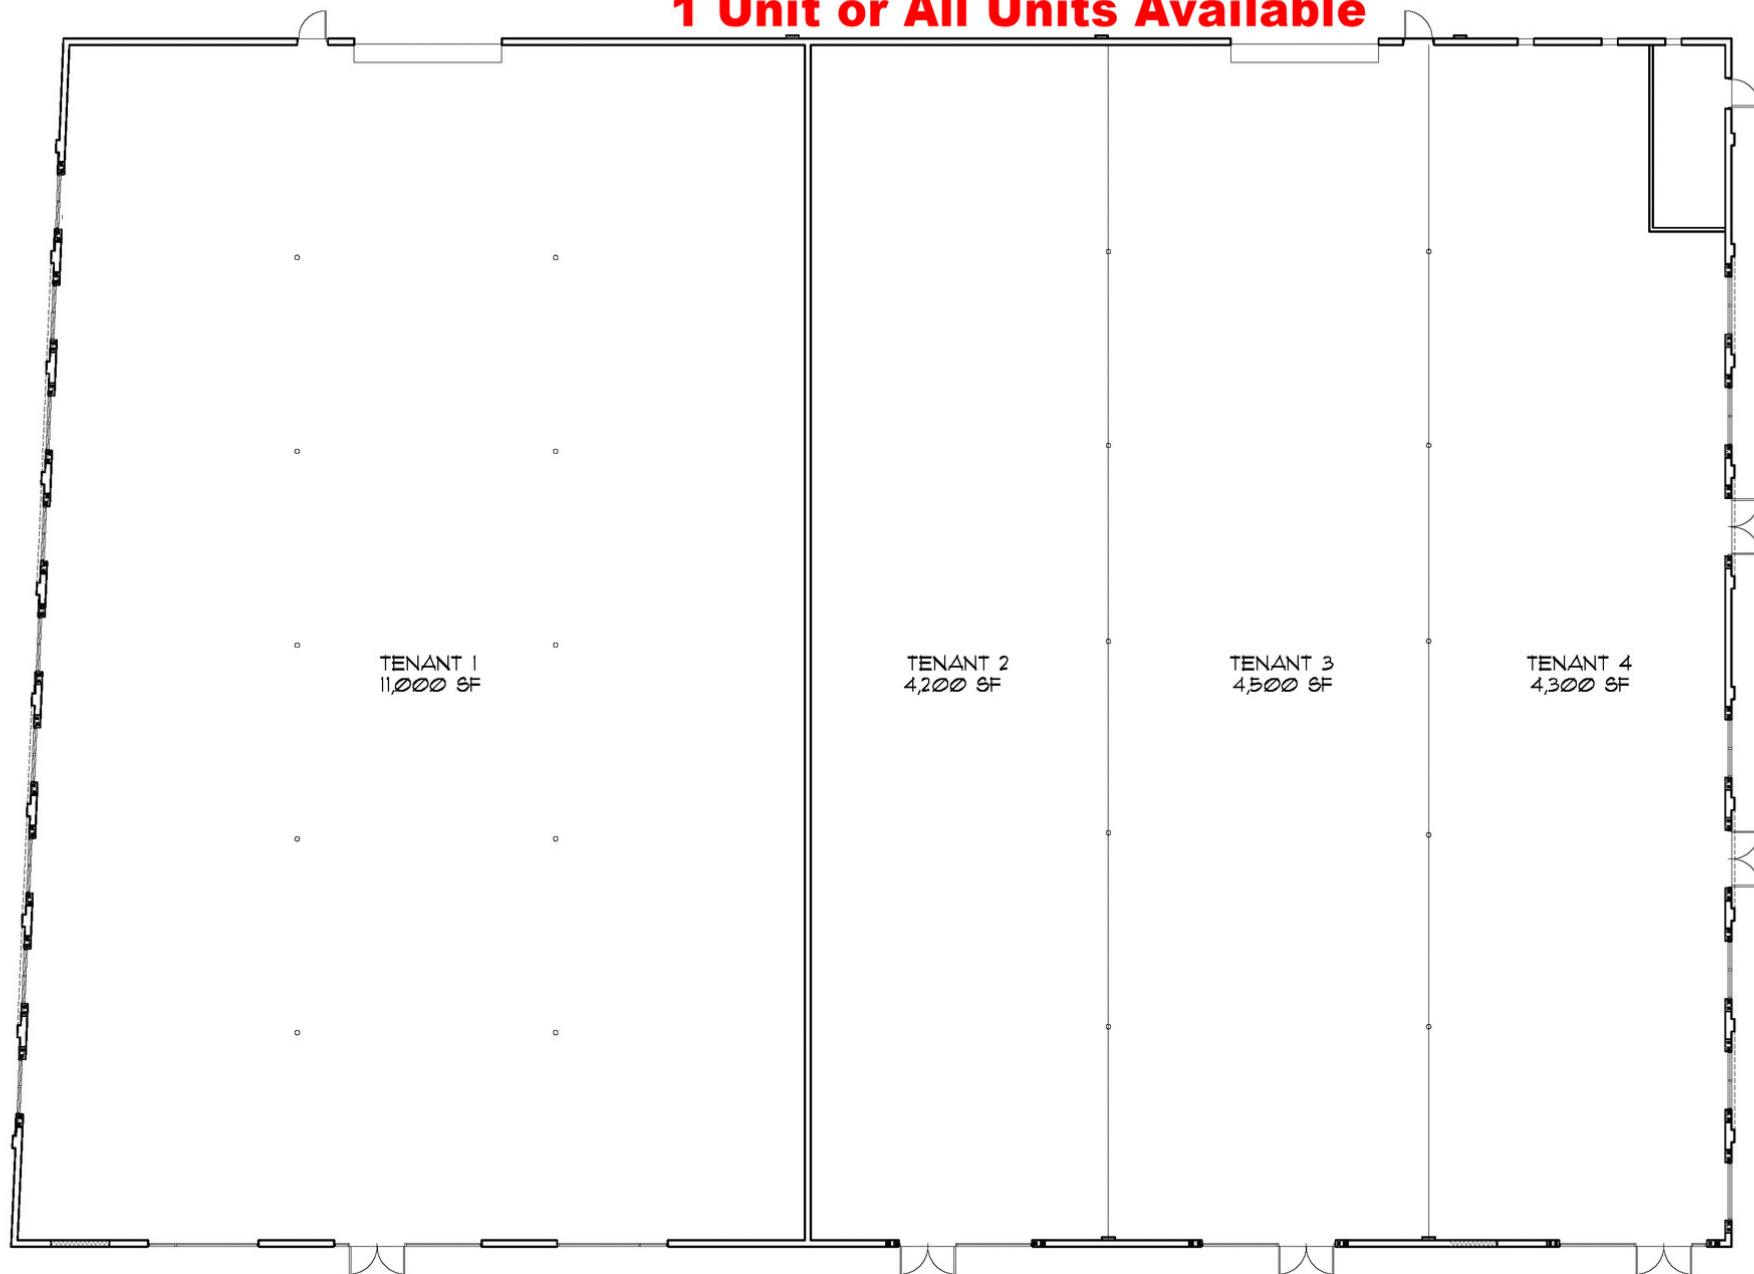 1 Unit or All Units Available
TENANT 1
11,000 SF
TENANT 2
4,200 SF
TENANT 3
4,500 SF
TENANT 4
4,300 SF